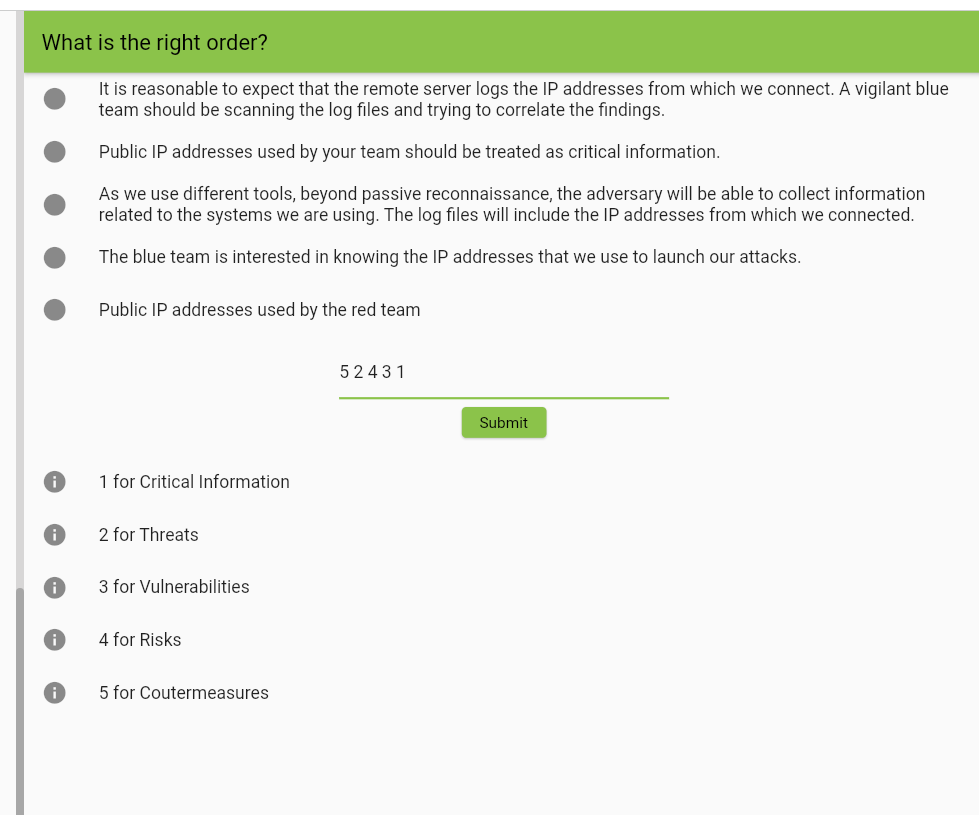 What is the right order?
It is reasonable to expect that the remote server logs the IP addresses from which we connect. A vigilant blue
team should be scanning the log files and trying to correlate the findings.
Public IP addresses used by your team should be treated as critical information.
As we use different tools, beyond passive reconnaissance, the adversary will be able to collect information
related to the systems we are using. The log files will include the IP addresses from which we connected.
The blue team is interested in knowing the IP addresses that we use to launch our attacks.
Public IP addresses used by the red team
5 2 4 3 1
Submit
1 for Critical Information
2 for Threats
3 for Vulnerabilities
4 for Risks
5 for Coutermeasures